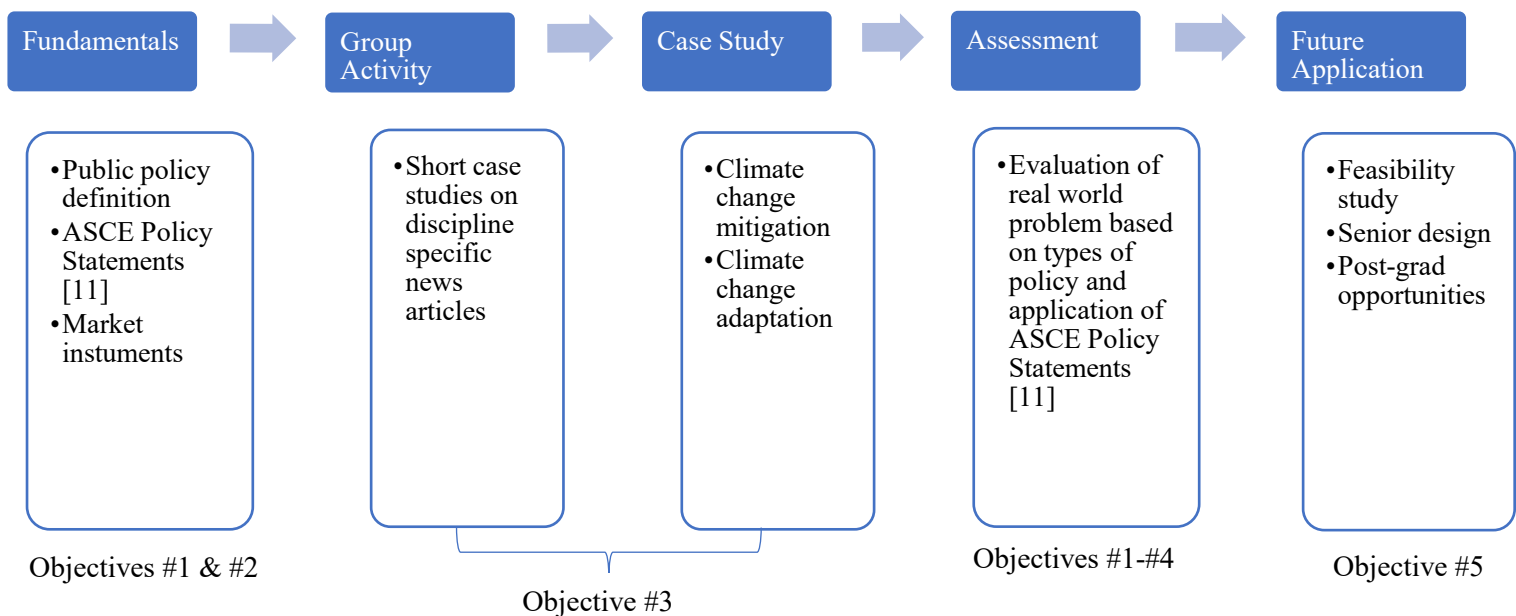 Fundamentals
Group
Activity
Case Study
Assessment
Future
Application
•Public policy
definition
•ASCE Policy
Statements
[11]
•Market
instuments
•Short case
studies on
discipline
specific
news
articles
•Climate
change
mitigation
•Climate
change
adaptation
•Evaluation of
real world
problem based
on types of
policy and
application of
ASCE Policy
Statements
[11]
•Feasibility
study
•Senior design
•Post-grad
opportunities
Objectives #1 & #2
Objective #3
Objectives #1-#4
Objective #5